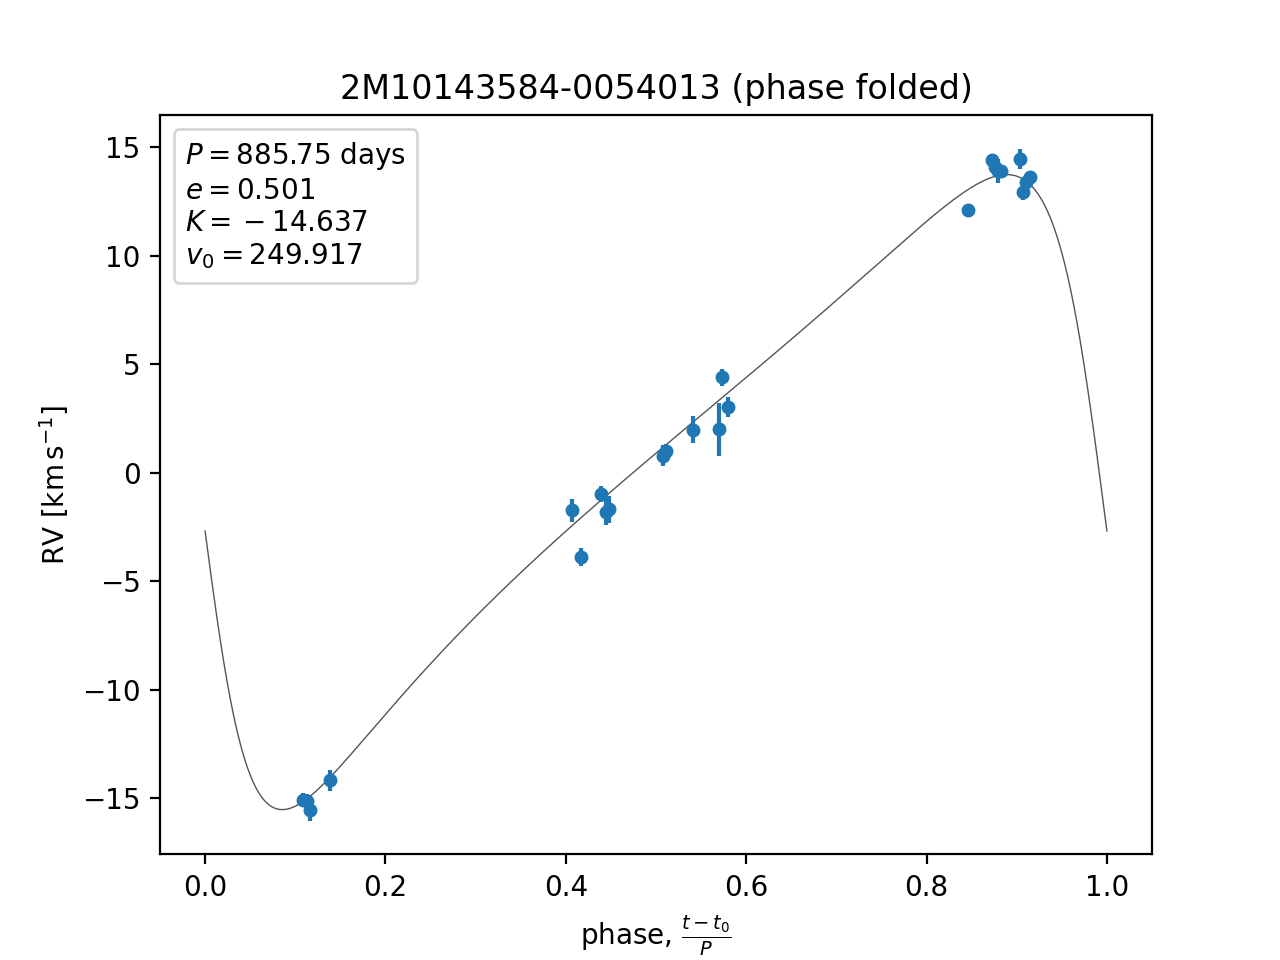 2M10143584-0054013 (phase folded)
P = 885.75 days
e = 0.501
K = −14.637
v₀ = 249.917
15
10
5
0
−5
−10
−15
RV [km s⁻¹]
0.0 0.2 0.4 0.6 0.8 1.0
phase, (t − t₀)/P